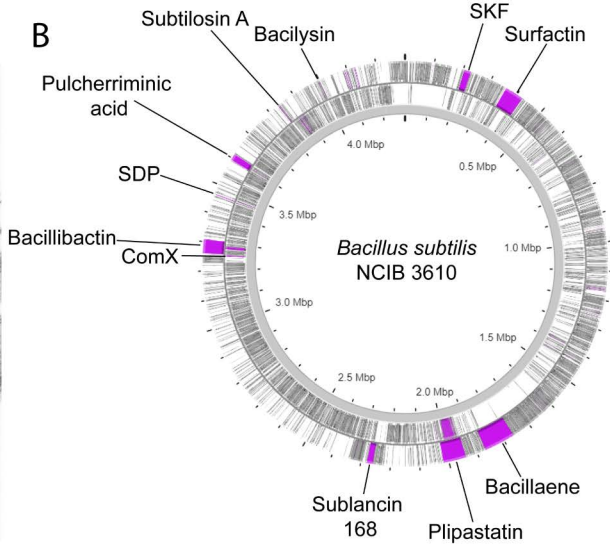 B
Subtilosin A
Bacilysin
SKF
Surfactin
Pulcherriminic
acid
SDP
Bacillibactin
ComX
4.0 Mbp
0.5 Mbp
3.5 Mbp
1.0 Mbp
Bacillus subtilis
NCIB 3610
3.0 Mbp
1.5 Mbp
2.5 Mbp
2.0 Mbp
Sublancin
168
Plipastatin
Bacillaene